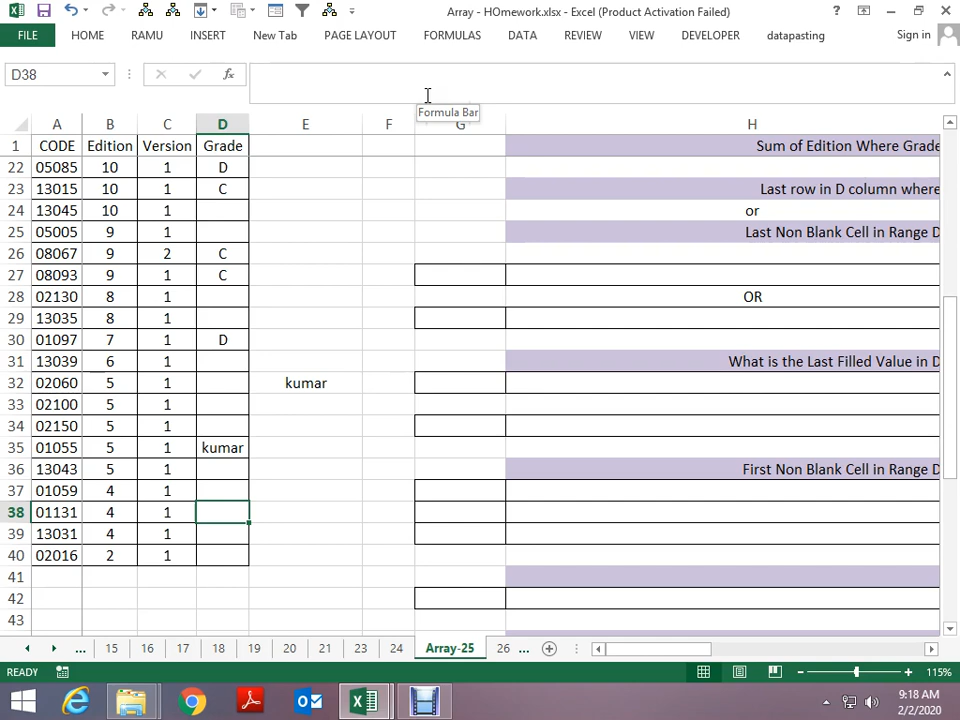 Array - HOmework.xlsx - Excel (Product Activation Failed)
FILE HOME RAMU INSERT New Tab PAGE LAYOUT FORMULAS DATA REVIEW VIEW DEVELOPER datapasting Sign in
D38 fx
Formula Bar
A B C D E F G H
1 CODE Edition Version Grade Sum of Edition Where Grade
22 05085 10 1 D
23 13015 10 1 C Last row in D column where
24 13045 10 1 or
25 05005 9 1 Last Non Blank Cell in Range D
26 08067 9 2 C
27 08093 9 1 C
28 02130 8 1 OR
29 13035 8 1
30 01097 7 1 D
31 13039 6 1 What is the Last Filled Value in D
32 02060 5 1 kumar
33 02100 5 1
34 02150 5 1
35 01055 5 1 kumar
36 13043 5 1 First Non Blank Cell in Range D
37 01059 4 1
38 01131 4 1
39 13031 4 1
40 02016 2 1
41
42
43
... 15 16 17 18 19 20 21 23 24 Array-25 26 ...
READY 115%
9:18 AM
2/2/2020